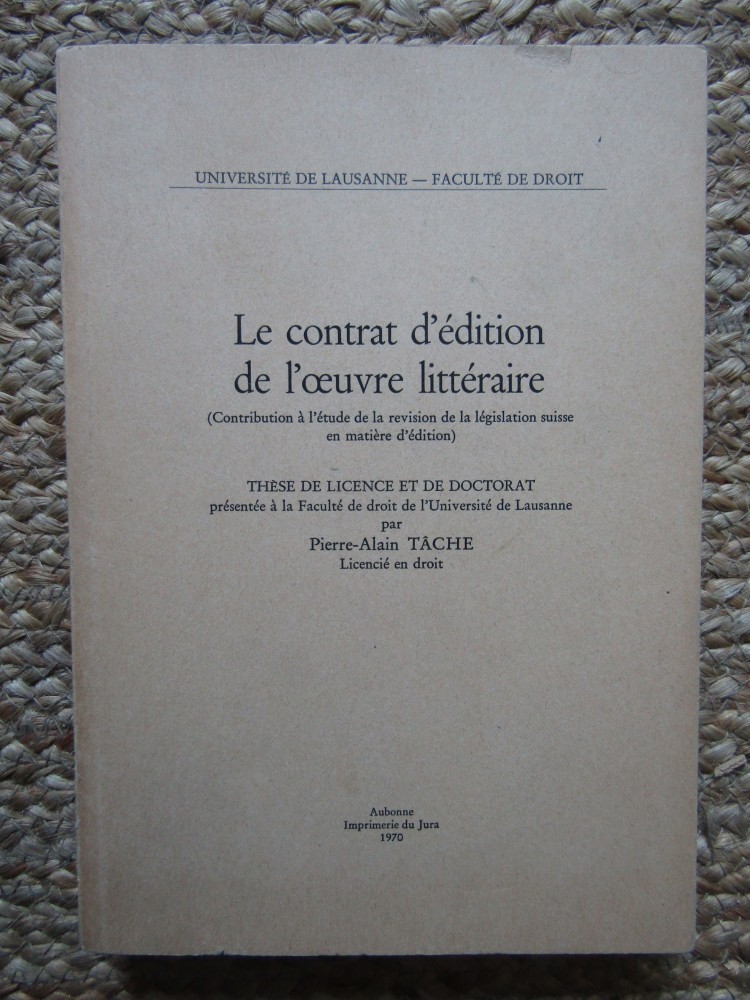 UNIVERSITÉ DE LAUSANNE — FACULTÉ DE DROIT
Le contrat d'édition
de l'œuvre littéraire
(Contribution à l'étude de la revision de la législation suisse
en matière d'édition)
THÈSE DE LICENCE ET DE DOCTORAT
présentée à la Faculté de droit de l'Université de Lausanne
par
Pierre-Alain TÂCHE
Licencié en droit
Aubonne
Imprimerie du Jura
1970